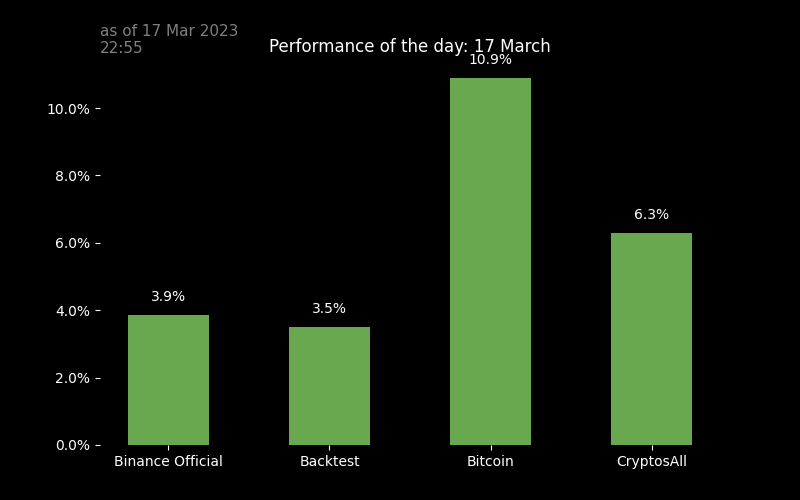 as of 17 Mar 2023
22:55
Performance of the day: 17 March
10.9%
10.0%
8.0%
6.3%
6.0%
4.0%
3.9%
3.5%
2.0%
0.0%
Binance Official
Backtest
Bitcoin
CryptosAll